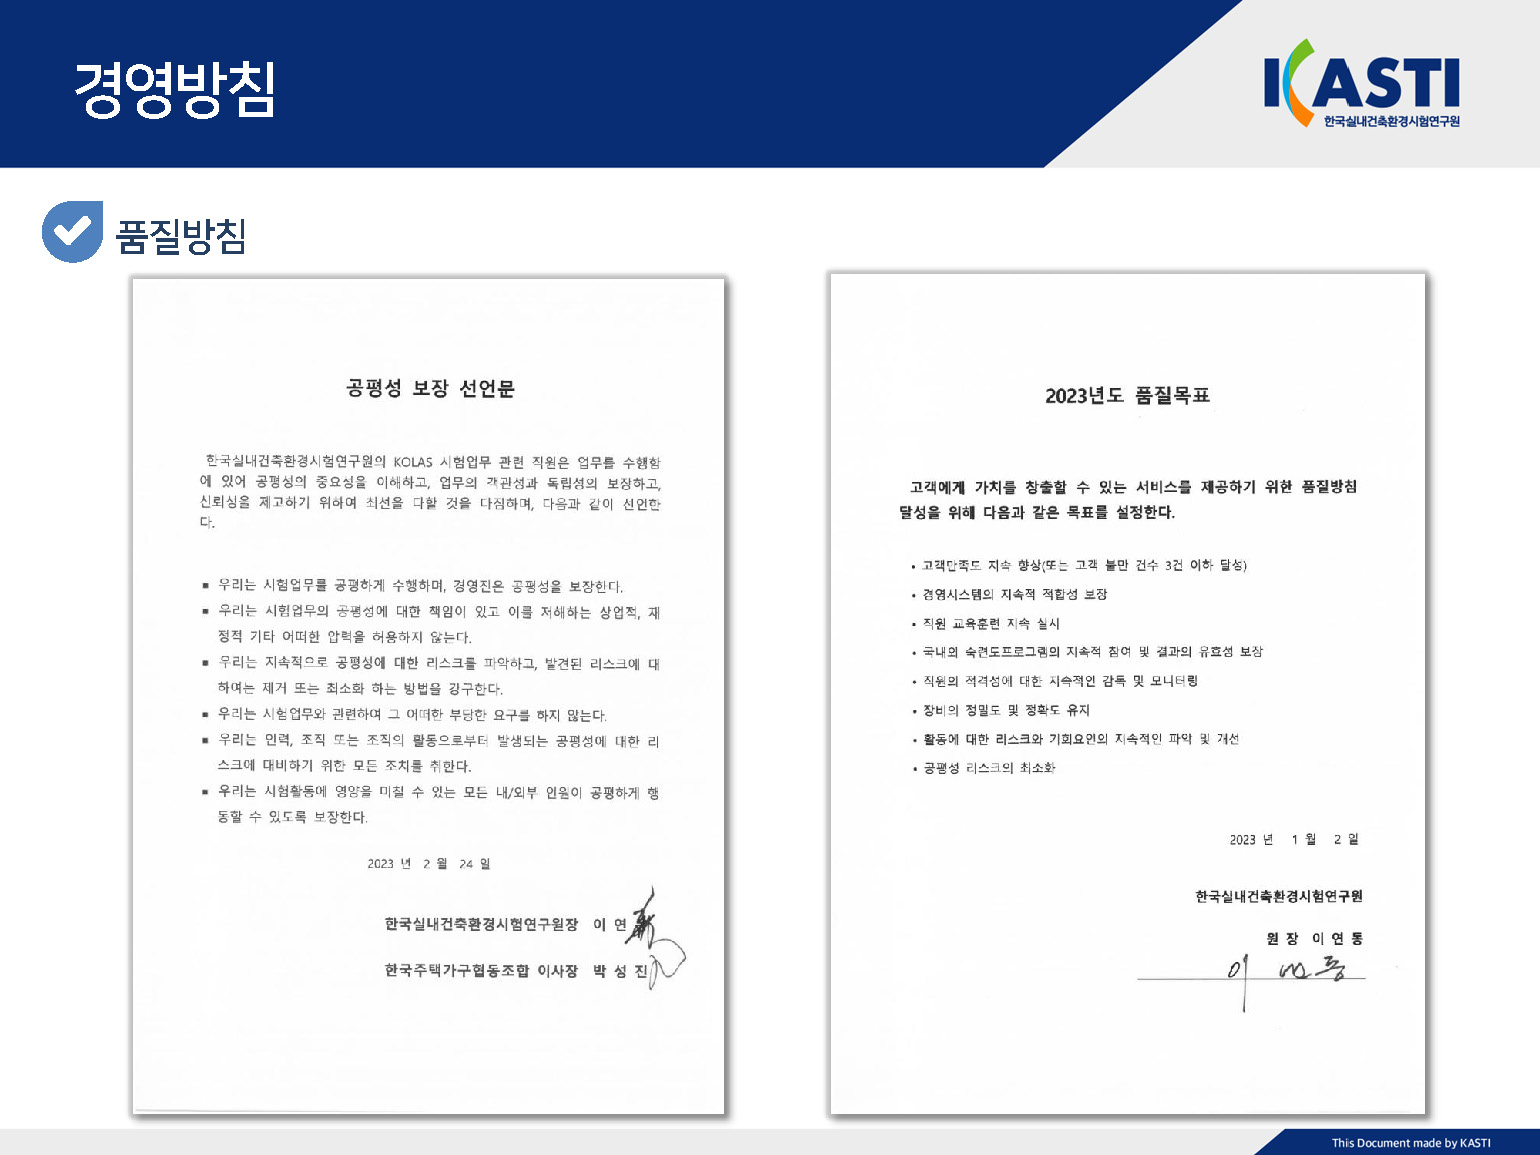 경영방침
KASTI
한국실내건축환경시험연구원
품질방침
공평성 보장 선언문
한국실내건축환경시험연구원의 KOLAS 시험업무 관련 직원은 업무를 수행함
에 있어 공평성의 중요성을 이해하고, 업무의 객관성과 독립성의 보장하고,
신뢰성을 제고하기 위하여 최선을 다할 것을 다짐하며, 다음과 같이 선언한
다.
▪ 우리는 시험업무를 공평하게 수행하며, 경영진은 공평성을 보장한다.
▪ 우리는 시험업무의 공평성에 대한 책임이 있고 이를 저해하는 상업적, 재
정적 기타 어떠한 압력을 허용하지 않는다.
▪ 우리는 지속적으로 공평성에 대한 리스크를 파악하고, 발견된 리스크에 대
하여는 제거 또는 최소화 하는 방법을 강구한다.
▪ 우리는 시험업무와 관련하여 그 어떠한 부당한 요구를 하지 않는다.
▪ 우리는 인력, 조직 또는 조직의 활동으로부터 발생되는 공평성에 대한 리
스크에 대비하기 위한 모든 조치를 취한다.
▪ 우리는 시험활동에 영양을 미칠 수 있는 모든 내/외부 인원이 공평하게 행
동할 수 있도록 보장한다.
2023 년 2 월 24 일
한국실내건축환경시험연구원장 이 연
한국주택가구협동조합 이사장 박 성 진
2023년도 품질목표
고객에게 가치를 창출할 수 있는 서비스를 제공하기 위한 품질방침
달성을 위해 다음과 같은 목표를 설정한다.
• 고객만족도 지속 향상(또는 고객 불만 건수 3건 이하 달성)
• 경영시스템의 지속적 적합성 보장
• 직원 교육훈련 지속 실시
• 국내외 숙련도프로그램의 지속적 참여 및 결과의 유효성 보장
• 직원의 적격성에 대한 지속적인 감독 및 모니터링
• 장비의 정밀도 및 정확도 유지
• 활동에 대한 리스크와 기회요인의 지속적인 파악 및 개선
• 공평성 리스크의 최소화
2023 년 1 월 2 일
한국실내건축환경시험연구원
원 장 이 연 동
이 연 동
This Document made by KASTI